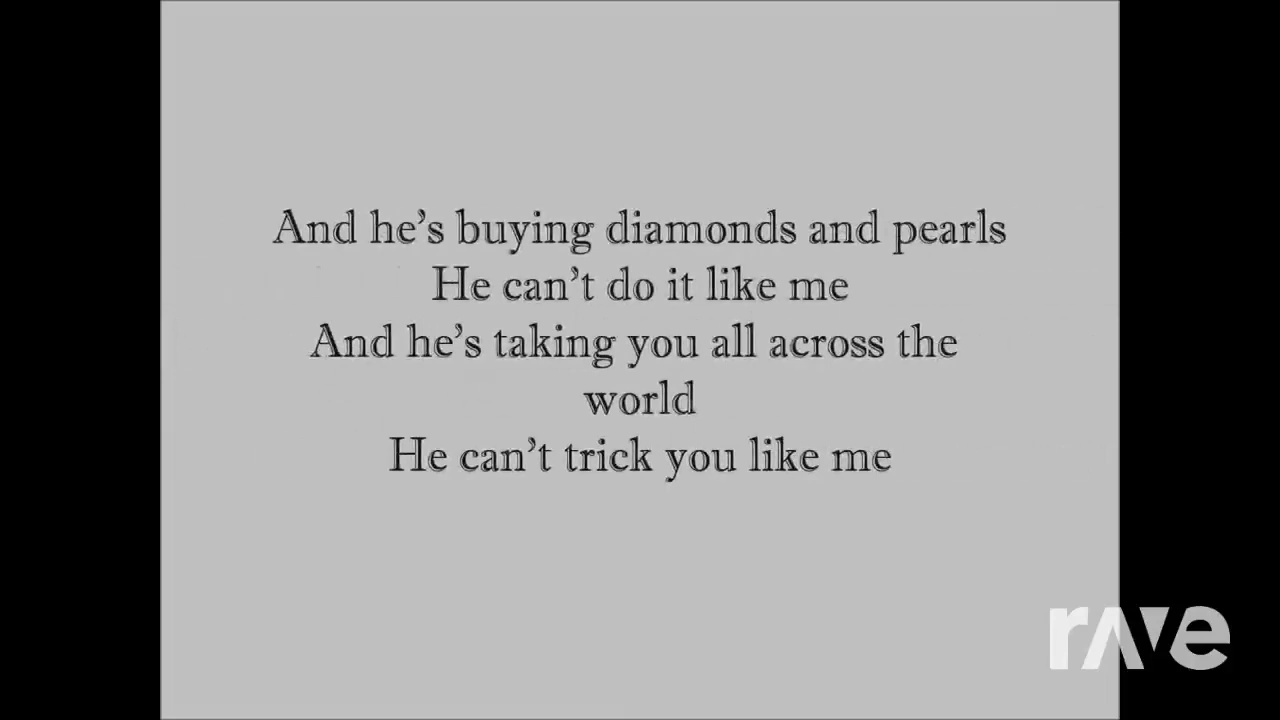 And he’s buying diamonds and pearls
He can’t do it like me
And he’s taking you all across the
world
He can’t trick you like me
rave